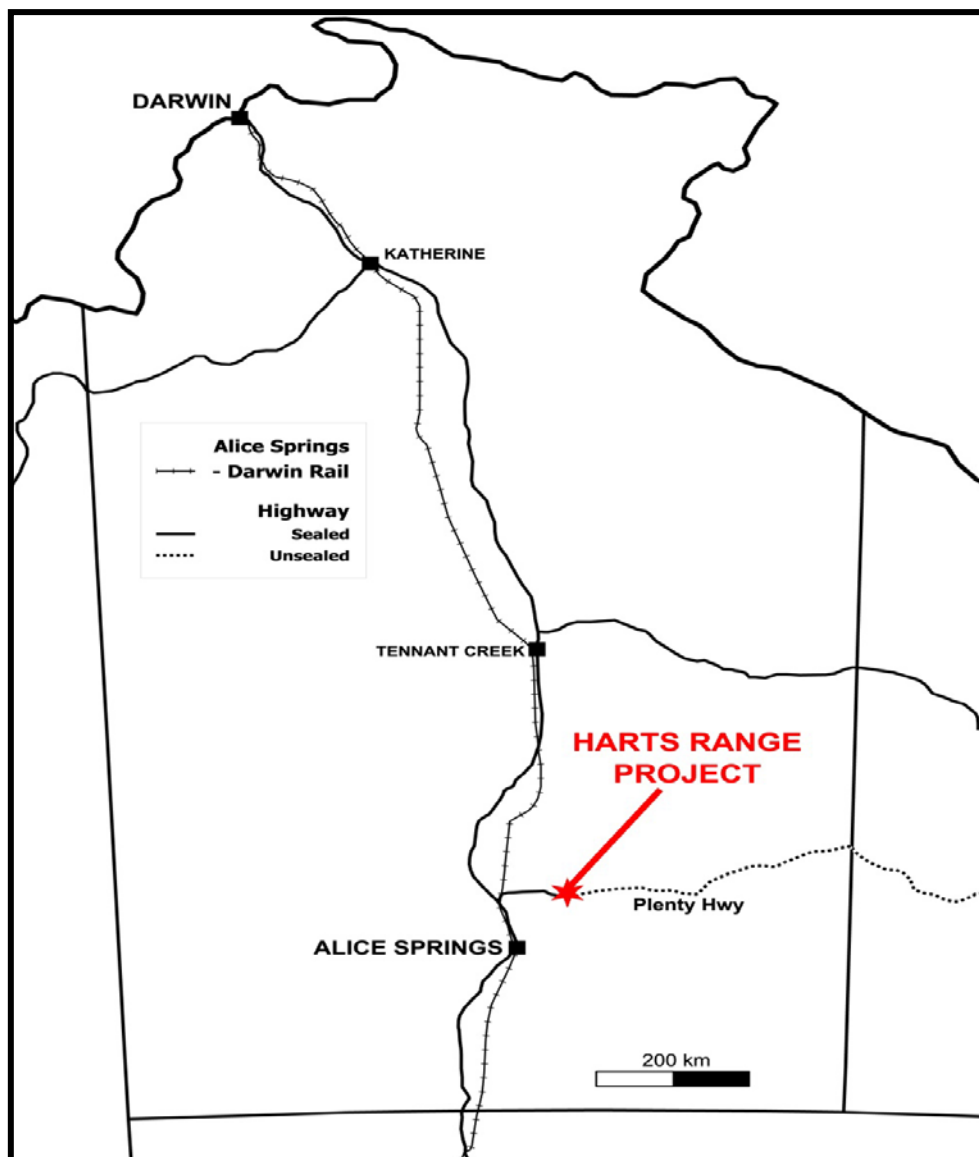 DARWIN
KATHERINE
Alice Springs
- Darwin Rail
Highway
Sealed
Unsealed
TENNANT CREEK
HARTS RANGE
PROJECT
Plenty Hwy
ALICE SPRINGS
200 km